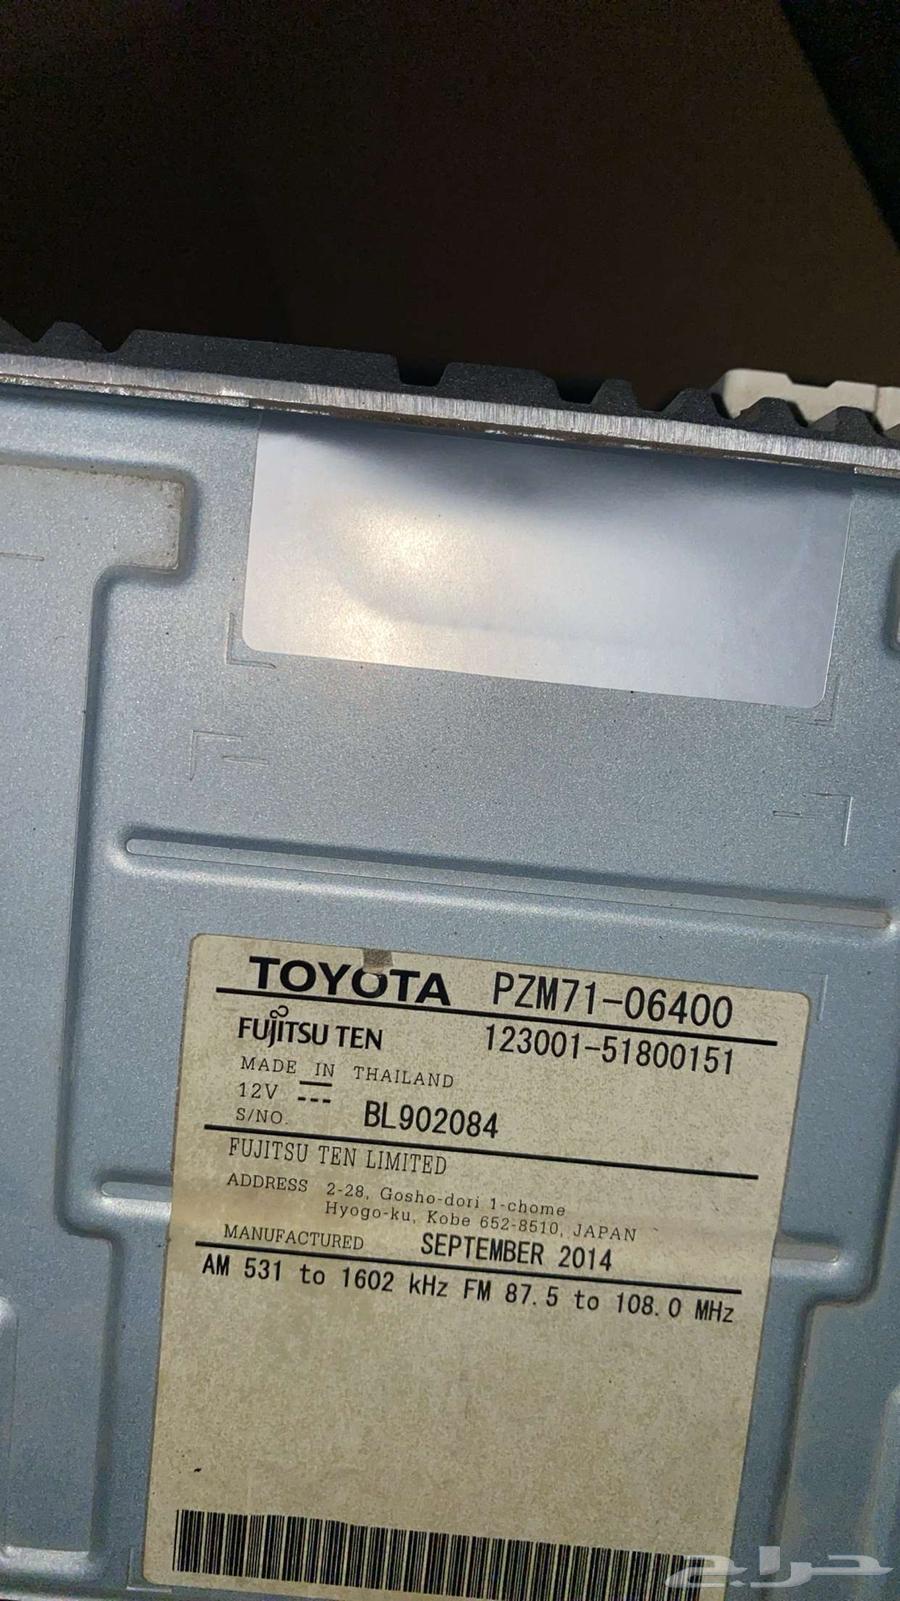 TOYOTA PZM71-06400
FUJITSU TEN 123001-51800151
MADE IN THAILAND
12V
S/NO. BL902084
FUJITSU TEN LIMITED
ADDRESS 2-28, Gosho-dori 1-chome
Hyogo-ku, Kobe 652-8510, JAPAN
MANUFACTURED SEPTEMBER 2014
AM 531 to 1602 kHz FM 87.5 to 108.0 MHz
حراج